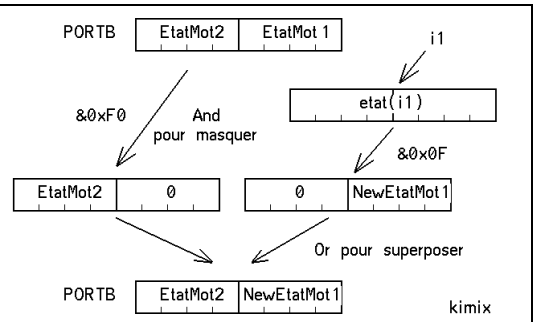 PORTB EtatMot2 EtatMot1
i1
etat(i1)
&0xF0 And
pour masquer
&0x0F
EtatMot2 0 0 NewEtatMot1
Or pour superposer
PORTB EtatMot2 NewEtatMot1
kimix